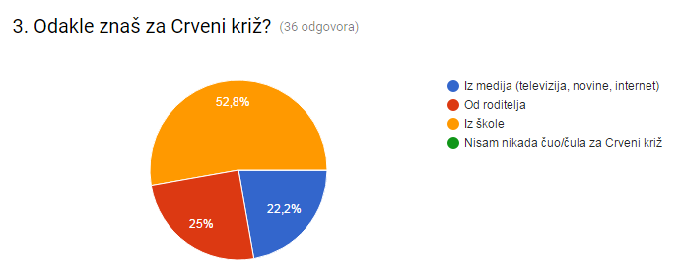 3. Odakle znaš za Crveni križ? (36 odgovora)
Iz medija (televizija, novine, internet)
Od roditelja
Iz škole
Nisam nikada čuo/čula za Crveni križ
52,8%
22,2%
25%